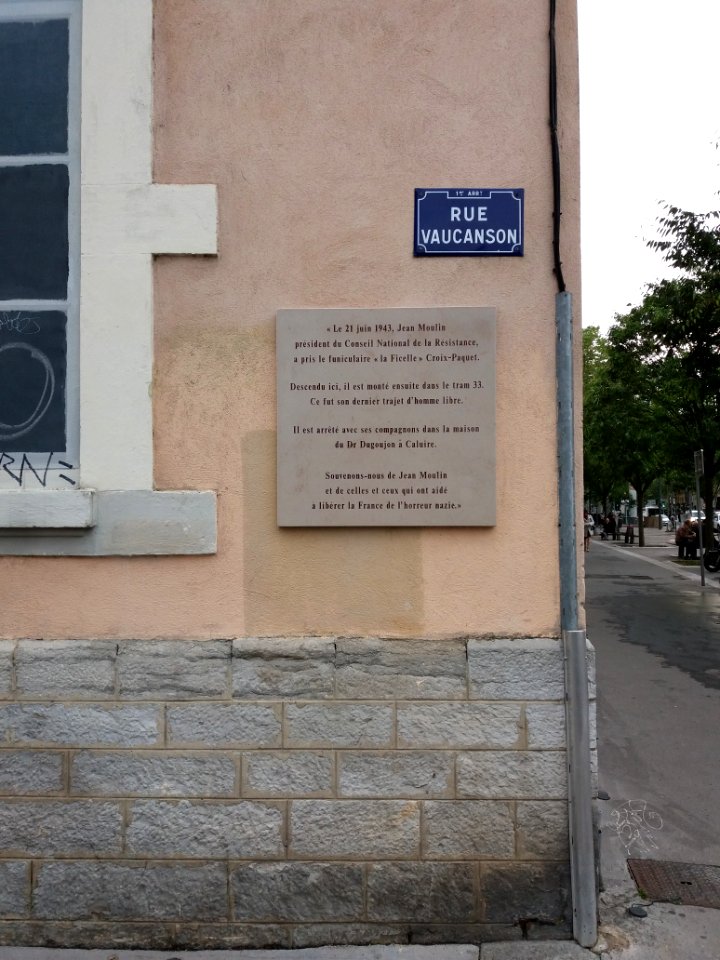 1er ARRT
RUE
VAUCANSON
« Le 21 juin 1943, Jean Moulin
président du Conseil National de la Résistance,
a pris le funiculaire « la Ficelle » Croix-Paquet.
Descendu ici, il est monté ensuite dans le tram 33.
Ce fut son dernier trajet d'homme libre.
Il est arrêté avec ses compagnons dans la maison
du Dr Dugoujon à Caluire.
Souvenons-nous de Jean Moulin
et de celles et ceux qui ont aidé
a libérer la France de l'horreur nazie.»